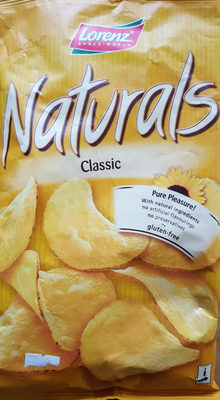 Lorenz
SNACK-WORLD
Naturals
Classic
Pure Pleasure!
With natural ingredients
no artificial flavourings
no preservatives
gluten-free